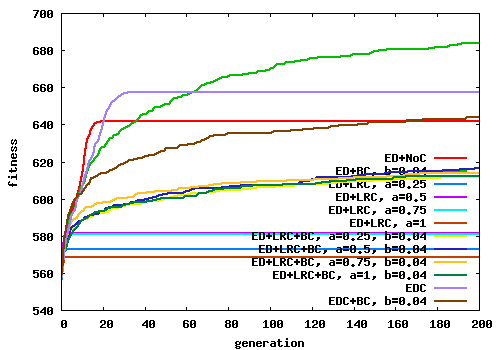 700
680
660
640
620
600
580
560
540
fitness
ED+NoC
ED+BC, b=0.04
ED+LRC, a=0.25
ED+LRC, a=0.5
ED+LRC, a=0.75
ED+LRC, a=1
ED+LRC+BC, a=0.25, b=0.04
ED+LRC+BC, a=0.5, b=0.04
ED+LRC+BC, a=0.75, b=0.04
ED+LRC+BC, a=1, b=0.04
EDC
EDC+BC, b=0.04
0 20 40 60 80 100 120 140 160 180 200
generation